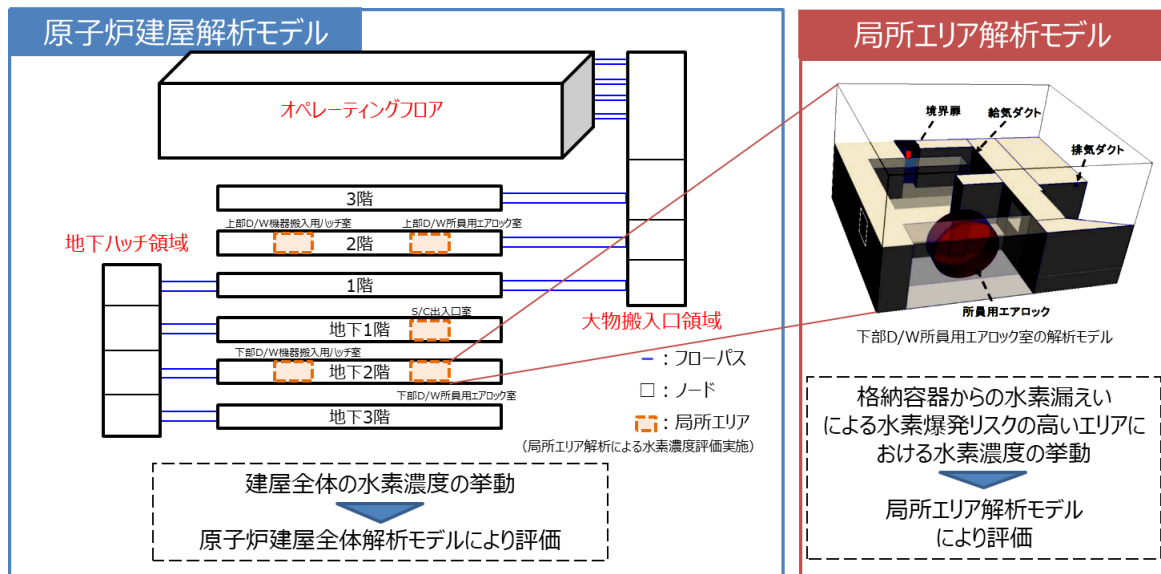 原子炉建屋解析モデル
オペレーティングフロア
3階
上部D/W機器搬入用ハッチ室
上部D/W所員用エアロック室
2階
地下ハッチ領域
1階
S/C出入口室
地下1階
大物搬入口領域
下部D/W機器搬入用ハッチ室
地下2階
下部D/W所員用エアロック室
地下3階
:フローパス
:ノード
:局所エリア
(局所エリア解析による水素濃度評価実施)
建屋全体の水素濃度の挙動
原子炉建屋全体解析モデルにより評価
局所エリア解析モデル
境界扉
給気ダクト
排気ダクト
所員用エアロック
下部D/W所員用エアロック室の解析モデル
格納容器からの水素漏えい
による水素爆発リスクの高いエリアに
おける水素濃度の挙動
局所エリア解析モデル
により評価